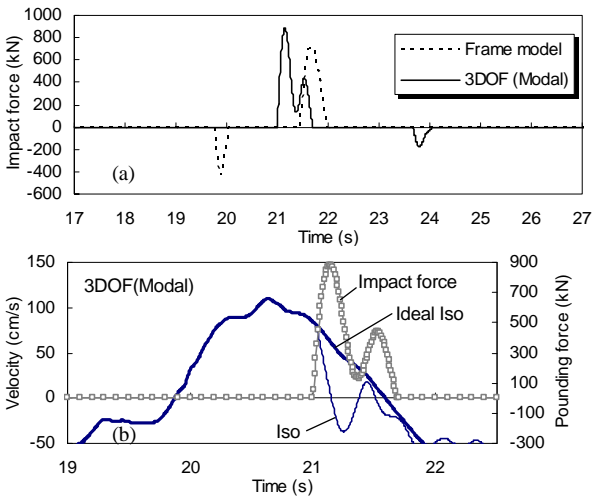 1000
800
600
400
200
0
-200
-400
-600
Impact force (kN)
Frame model
3DOF (Modal)
(a)
17 18 19 20 21 22 23 24 25 26 27
Time (s)
150
100
50
0
-50
Velocity (cm/s)
3DOF(Modal)
Impact force
Ideal Iso
Iso
(b)
900
700
500
300
100
-100
-300
Pounding force (kN)
19 20 21 22
Time (s)